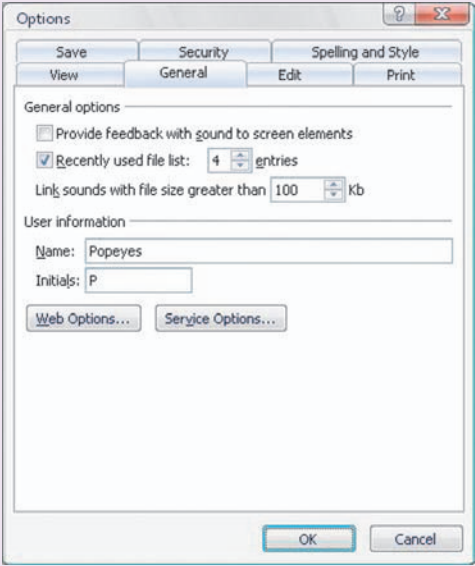 Options
Save Security Spelling and Style
View General Edit Print
General options
Provide feedback with sound to screen elements
Recently used file list: 4 entries
Link sounds with file size greater than 100 Kb
User information
Name: Popeyes
Initials: P
Web Options... Service Options...
OK Cancel